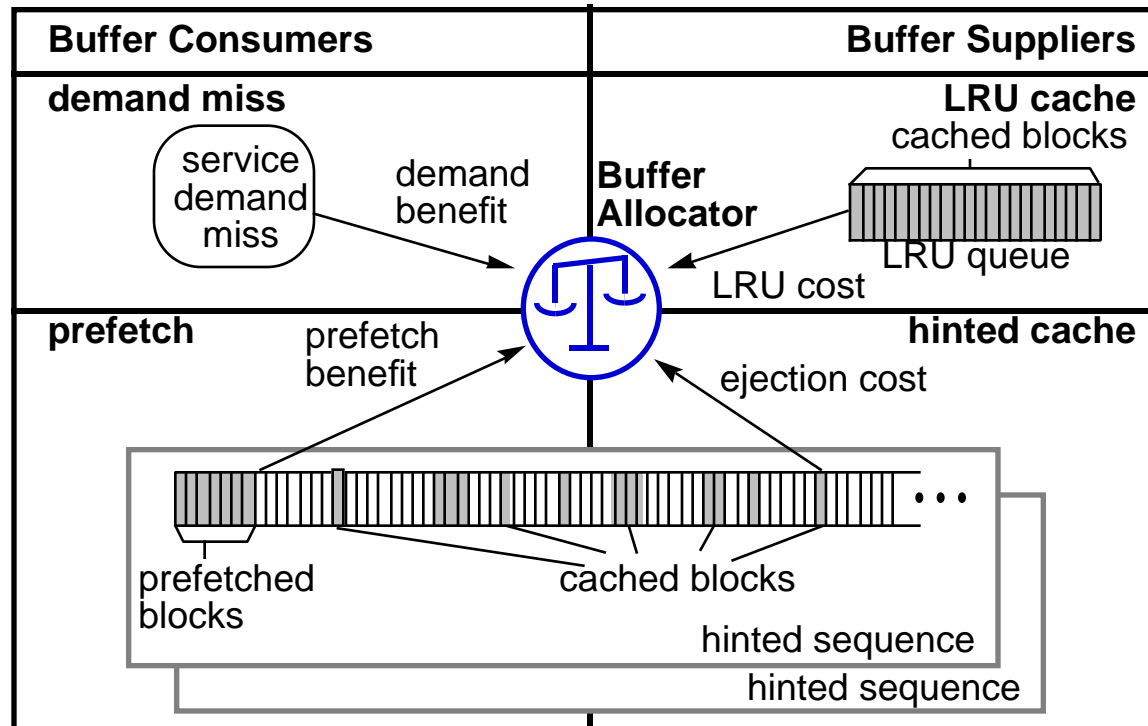 Buffer Consumers
Buffer Suppliers
demand miss
LRU cache
cached blocks
service
demand
miss
demand
benefit
Buffer
Allocator
LRU queue
LRU cost
prefetch
hinted cache
prefetch
benefit
ejection cost
prefetched
blocks
cached blocks
hinted sequence
hinted sequence